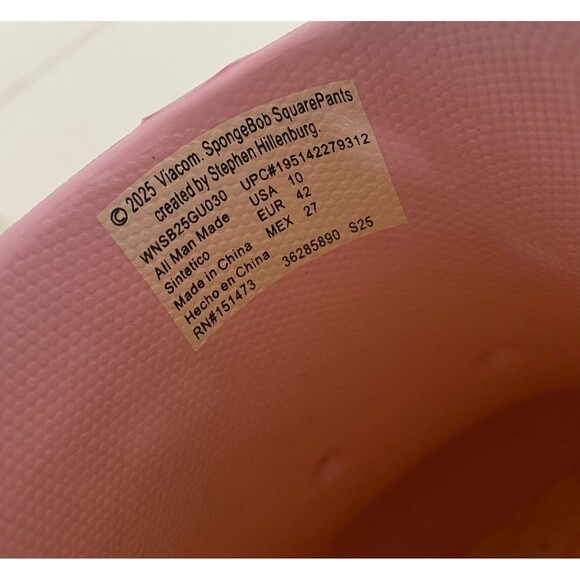 © 2025 Viacom. SpongeBob SquarePants
created by Stephen Hillenburg.
WNSB25GU030 UPC#195142279312
All Man Made USA 10
Sintetico EUR 42
Made in China MEX 27
Hecho en China
RN#151473 36285890 S25